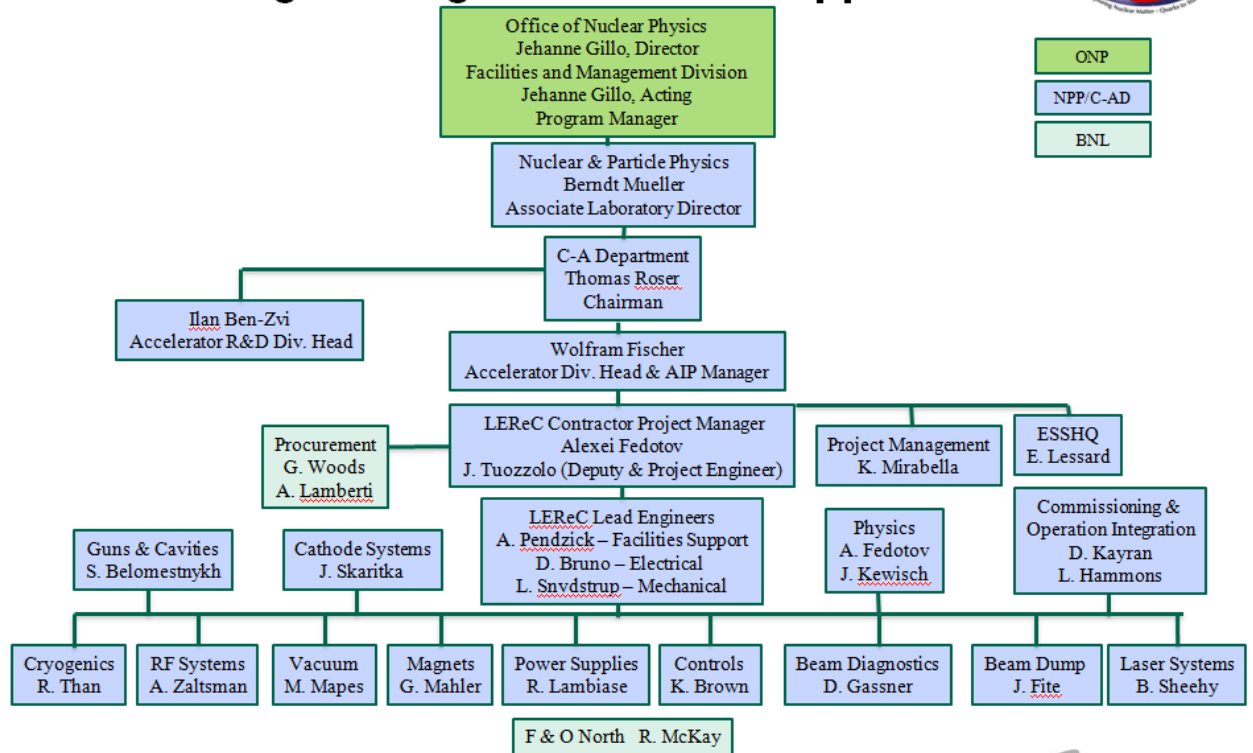 Office of Nuclear Physics
Jehanne Gillo, Director
Facilities and Management Division
Jehanne Gillo, Acting
Program Manager
ONP
NPP/C-AD
BNL
Nuclear & Particle Physics
Berndt Mueller
Associate Laboratory Director
C-A Department
Thomas Roser
Chairman
Ilan Ben-Zvi
Accelerator R&D Div. Head
Wolfram Fischer
Accelerator Div. Head & AIP Manager
Procurement
G. Woods
A. Lamberti
LEReC Contractor Project Manager
Alexei Fedotov
J. Tuozzolo (Deputy & Project Engineer)
Project Management
K. Mirabella
ESSHQ
E. Lessard
Guns & Cavities
S. Belomestnykh
Cathode Systems
J. Skaritka
LEReC Lead Engineers
A. Pendzick – Facilities Support
D. Bruno – Electrical
L. Snydstrup – Mechanical
Physics
A. Fedotov
J. Kewisch
Commissioning &
Operation Integration
D. Kayran
L. Hammons
Cryogenics
R. Than
RF Systems
A. Zaltsman
Vacuum
M. Mapes
Magnets
G. Mahler
Power Supplies
R. Lambiase
Controls
K. Brown
Beam Diagnostics
D. Gassner
Beam Dump
J. Fite
Laser Systems
B. Sheehy
F & O North R. McKay